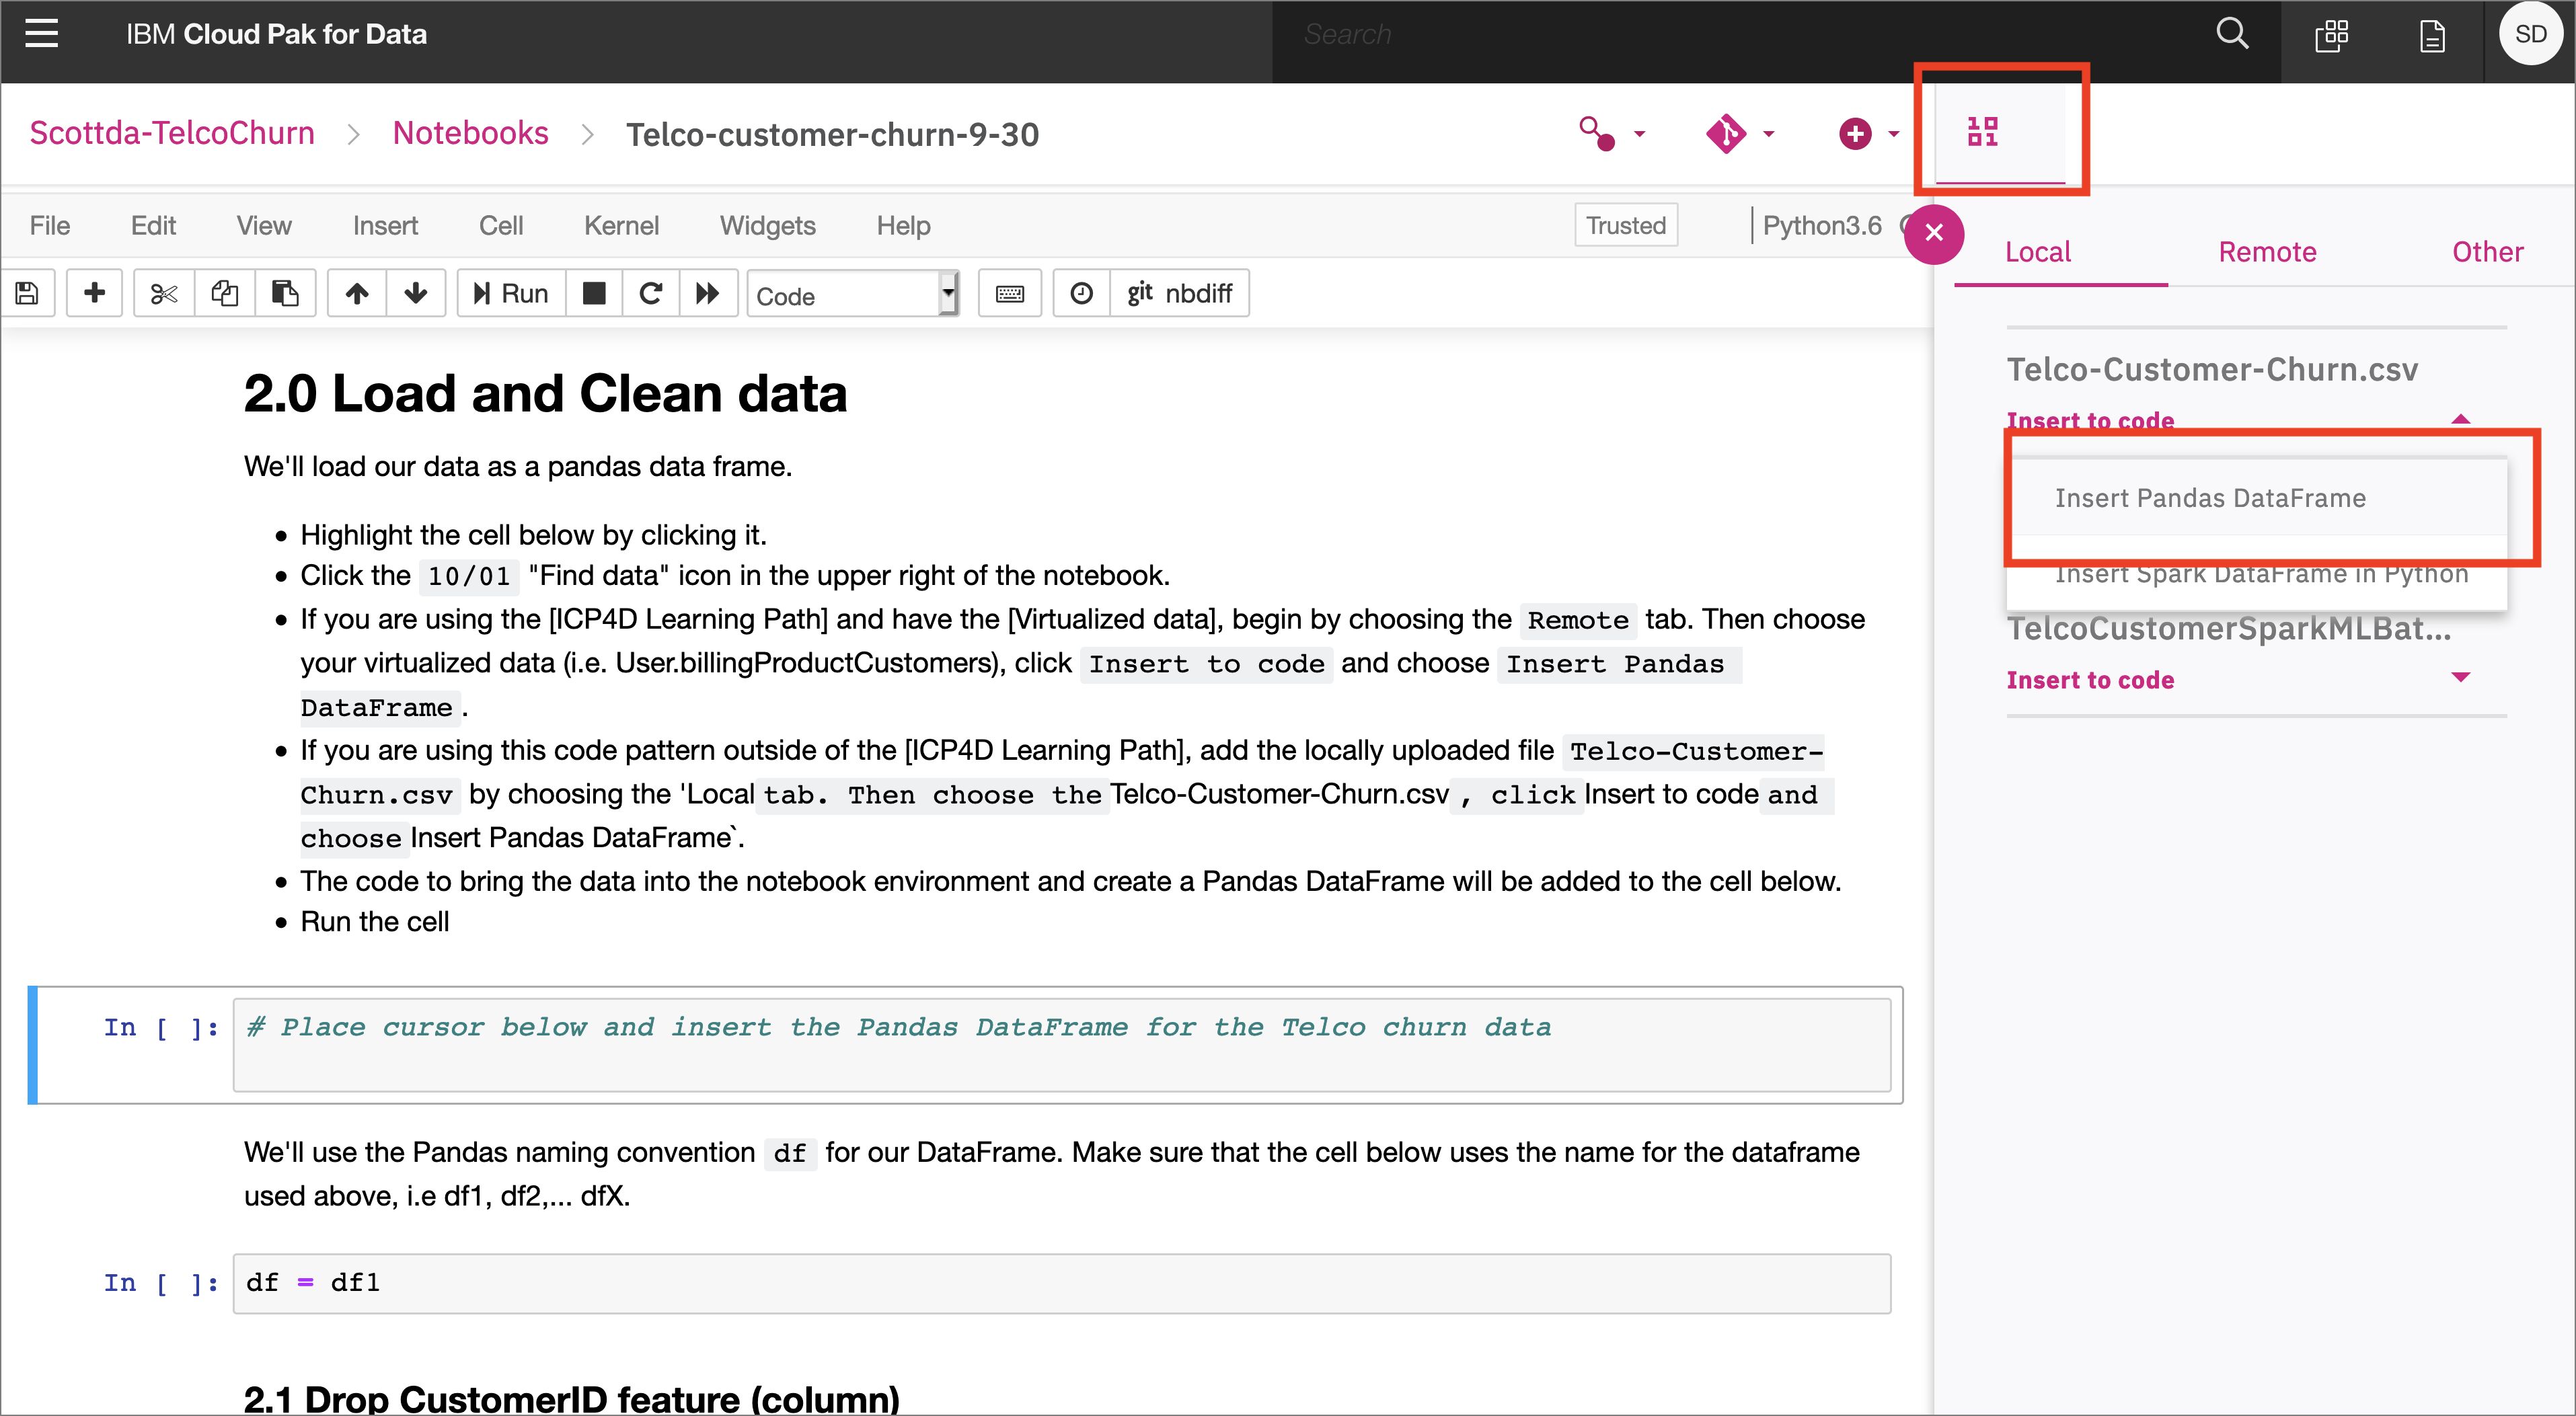 IBM Cloud Pak for Data
Search
SD
Scottda-TelcoChurn > Notebooks > Telco-customer-churn-9-30
10
01
File Edit View Insert Cell Kernel Widgets Help
Trusted
Python3.6
Run
Code
git nbdiff
2.0 Load and Clean data
We'll load our data as a pandas data frame.
• Highlight the cell below by clicking it.
• Click the 10/01 "Find data" icon in the upper right of the notebook.
• If you are using the [ICP4D Learning Path] and have the [Virtualized data], begin by choosing the Remote tab. Then choose
your virtualized data (i.e. User.billingProductCustomers), click Insert to code and choose Insert Pandas
DataFrame.
• If you are using this code pattern outside of the [ICP4D Learning Path], add the locally uploaded file Telco-Customer-
Churn.csv by choosing the 'Local tab. Then choose the Telco-Customer-Churn.csv , click Insert to code and
choose Insert Pandas DataFrame`.
• The code to bring the data into the notebook environment and create a Pandas DataFrame will be added to the cell below.
• Run the cell
In [ ]: # Place cursor below and insert the Pandas DataFrame for the Telco churn data
We'll use the Pandas naming convention df for our DataFrame. Make sure that the cell below uses the name for the dataframe
used above, i.e df1, df2,... dfX.
In [ ]: df = df1
2.1 Drop CustomerID feature (column)
Local Remote Other
Telco-Customer-Churn.csv
Insert to code
Insert Pandas DataFrame
Insert Spark DataFrame in Python
TelcoCustomerSparkMLBat...
Insert to code